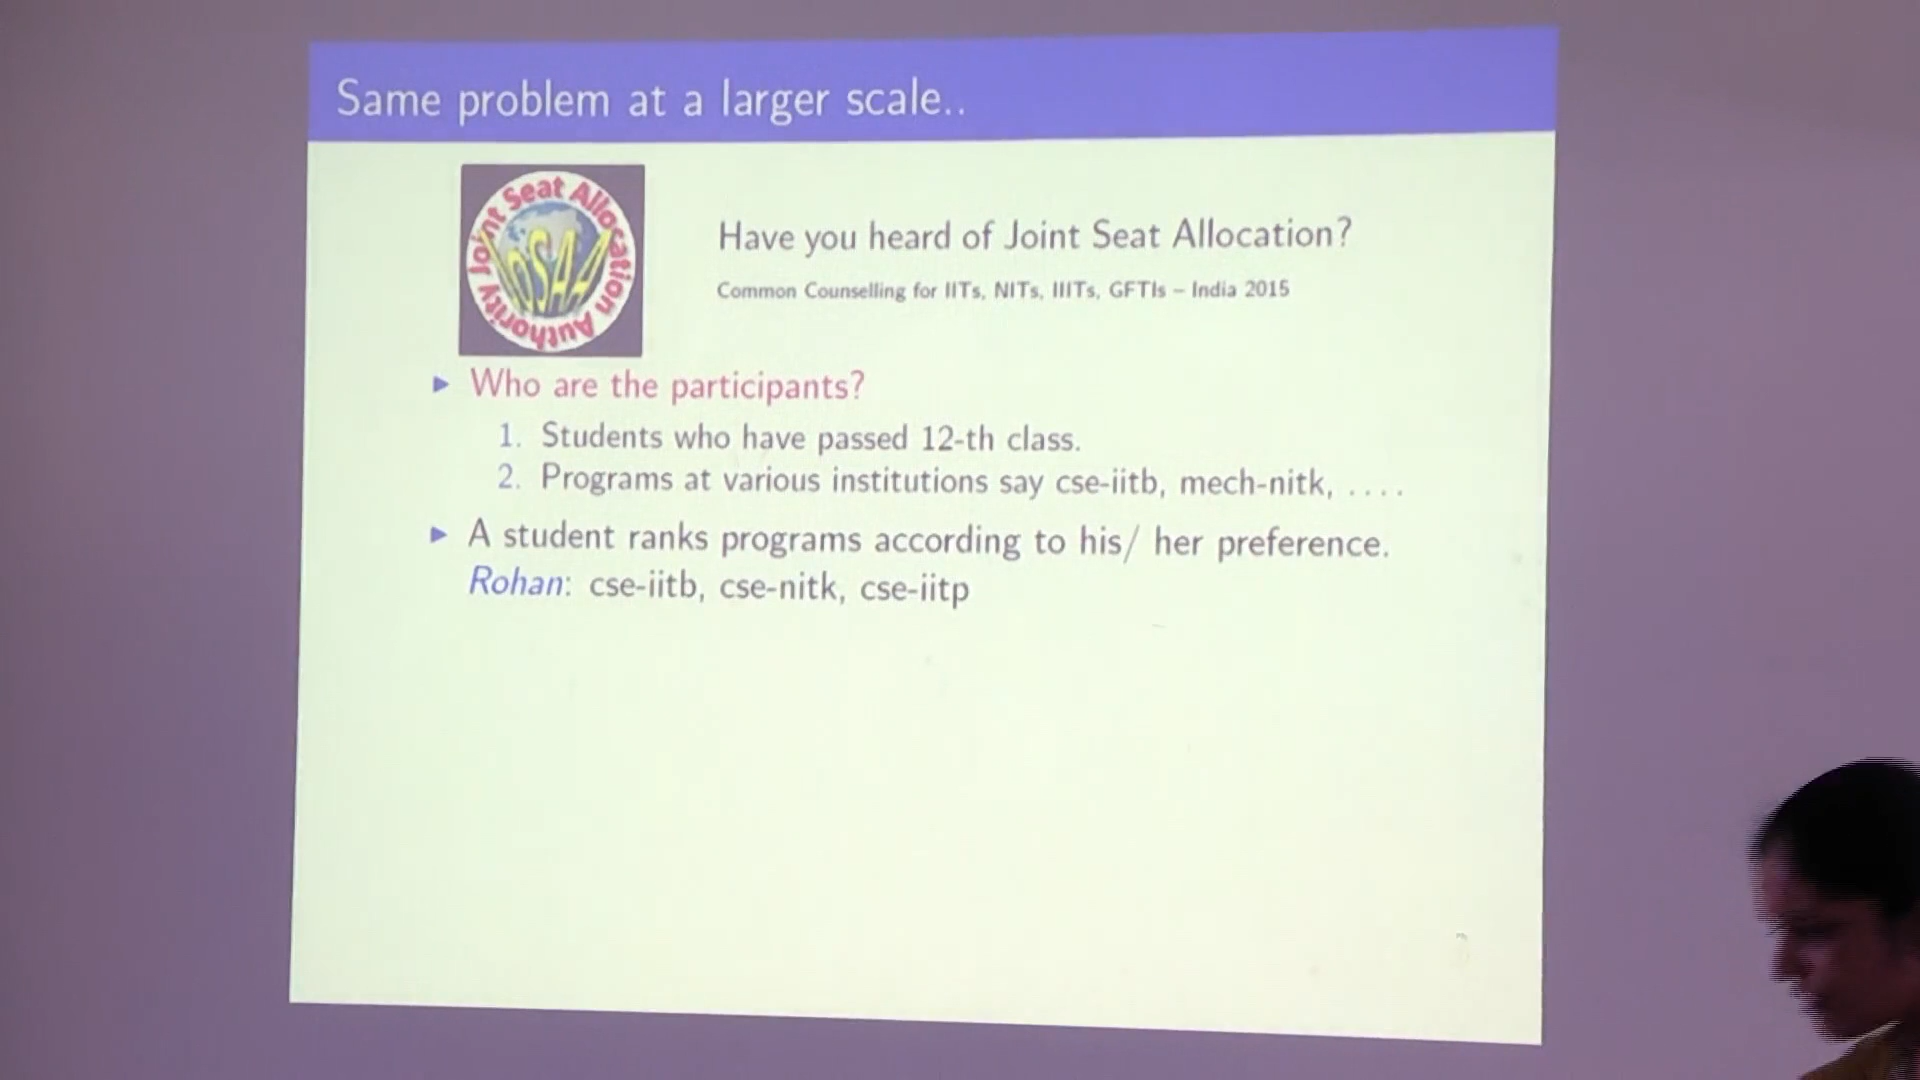 Same problem at a larger scale..
Joint Seat Allocation Authority
JoSAA
Have you heard of Joint Seat Allocation?
Common Counselling for IITs, NITs, IIITs, GFTIs – India 2015
▶ Who are the participants?
1. Students who have passed 12-th class.
2. Programs at various institutions say cse-iitb, mech-nitk, ....
▶ A student ranks programs according to his/ her preference.
Rohan: cse-iitb, cse-nitk, cse-iitp